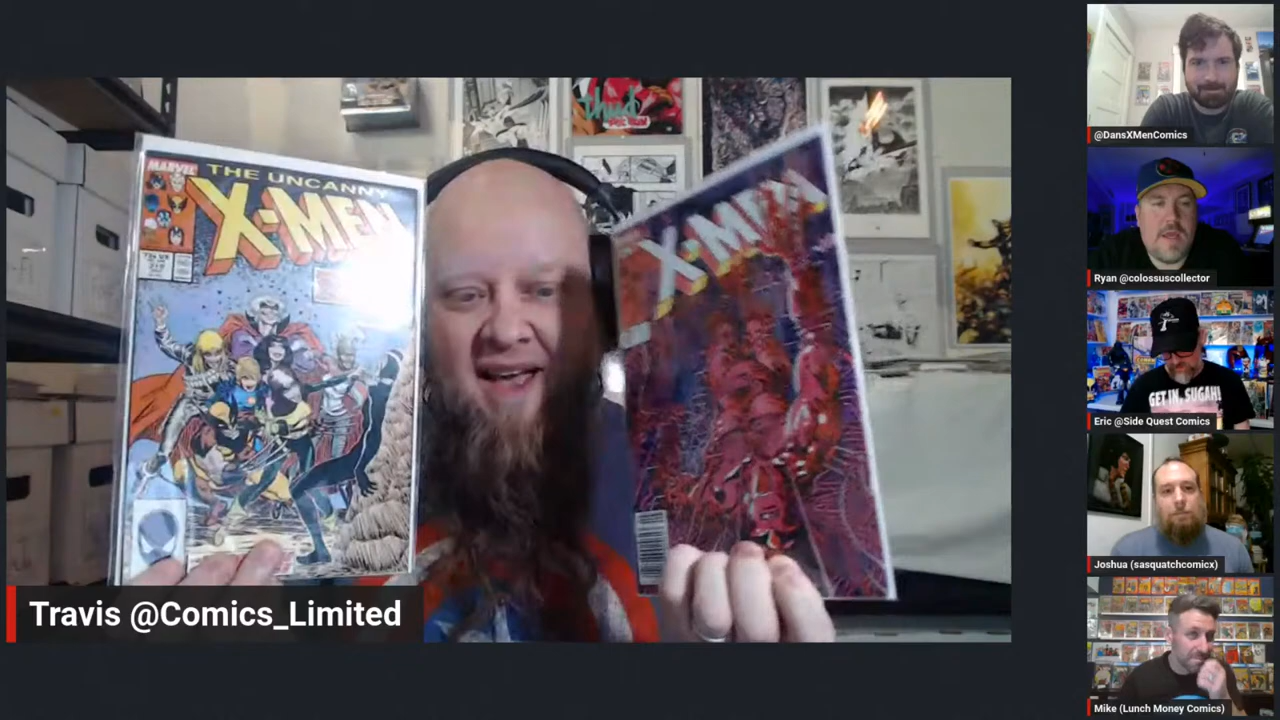 MARVEL
THE UNCANNY
X-MEN
X-MEN
thud
Travis @Comics_Limited
@DansXMenComics
Ryan @colossuscollector
GET IN, SUGAH!
Eric @Side Quest Comics
Joshua (sasquatchcomicx)
Mike (Lunch Money Comics)